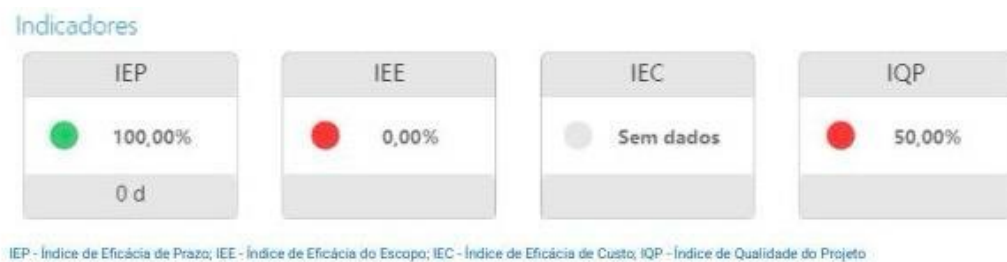 Indicadores
IEP IEE IEC IQP
100,00% 0,00% Sem dados 50,00%
0 d
IEP - Índice de Eficácia de Prazo; IEE - Índice de Eficácia do Escopo; IEC - Índice de Eficácia de Custo; IQP - Índice de Qualidade do Projeto